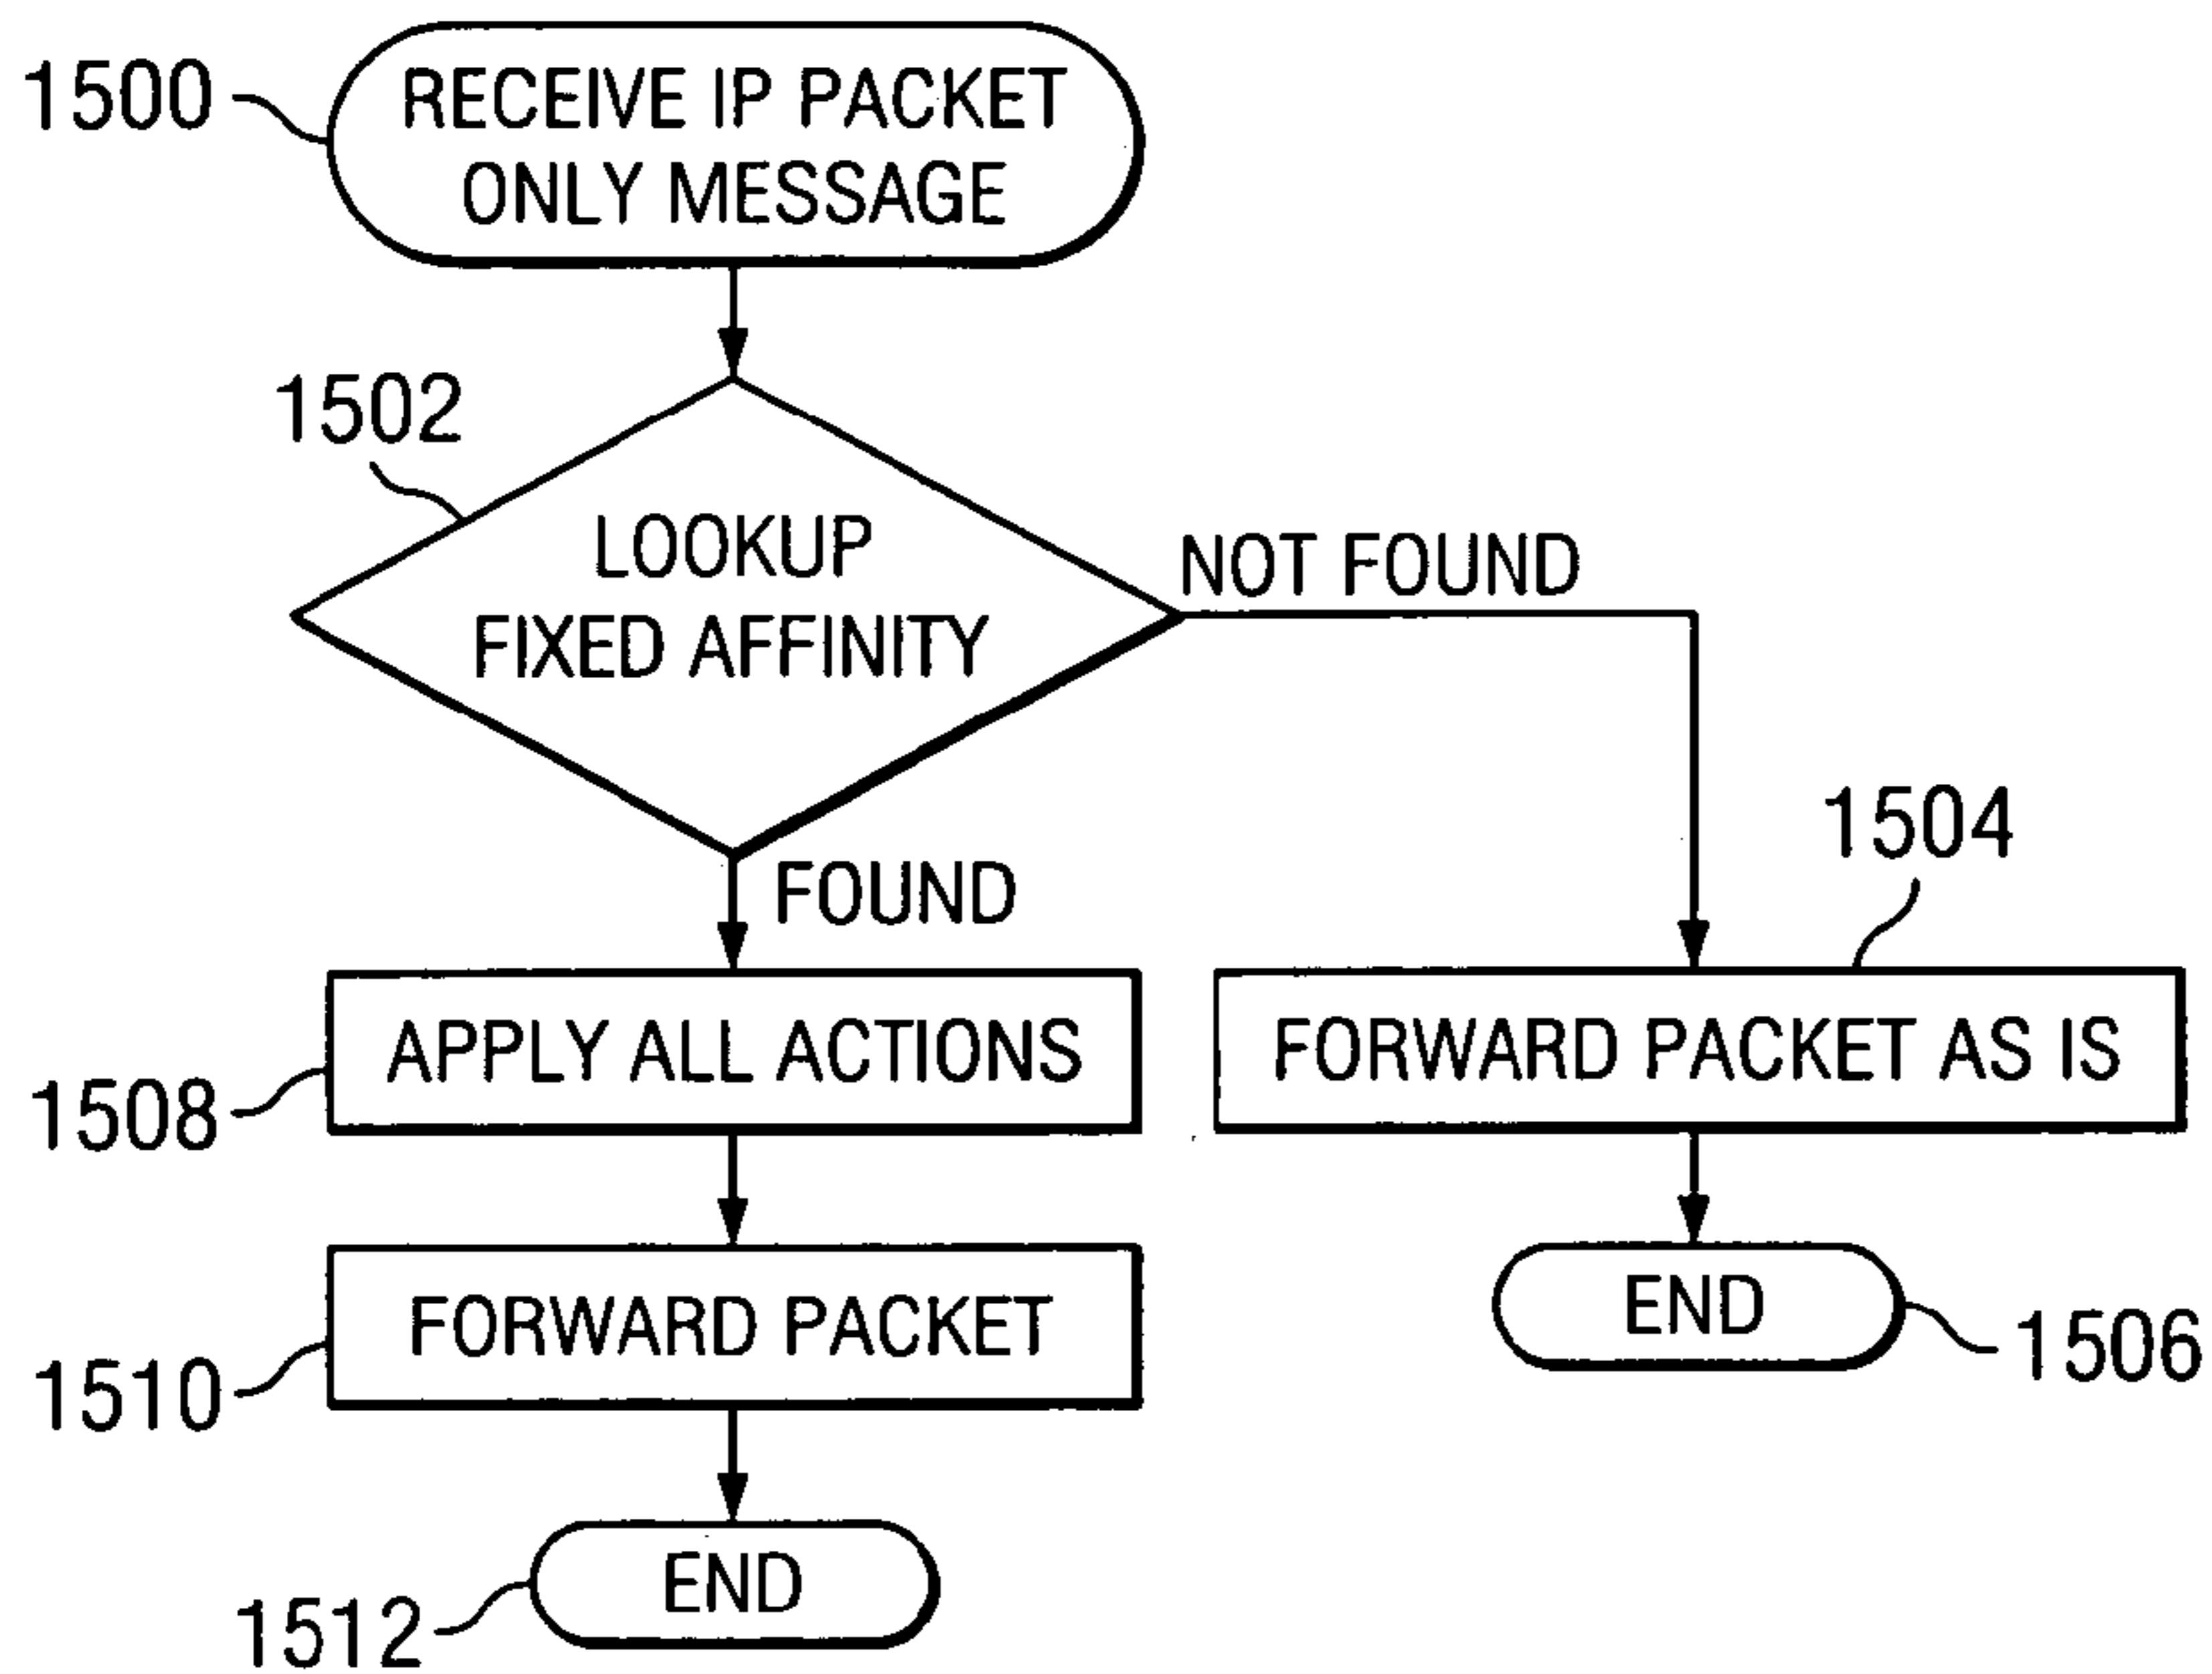 1500
RECEIVE IP PACKET
ONLY MESSAGE
1502
LOOKUP
FIXED AFFINITY
NOT FOUND
FOUND
1504
APPLY ALL ACTIONS
FORWARD PACKET AS IS
1508
FORWARD PACKET
END
1506
1510
END
1512